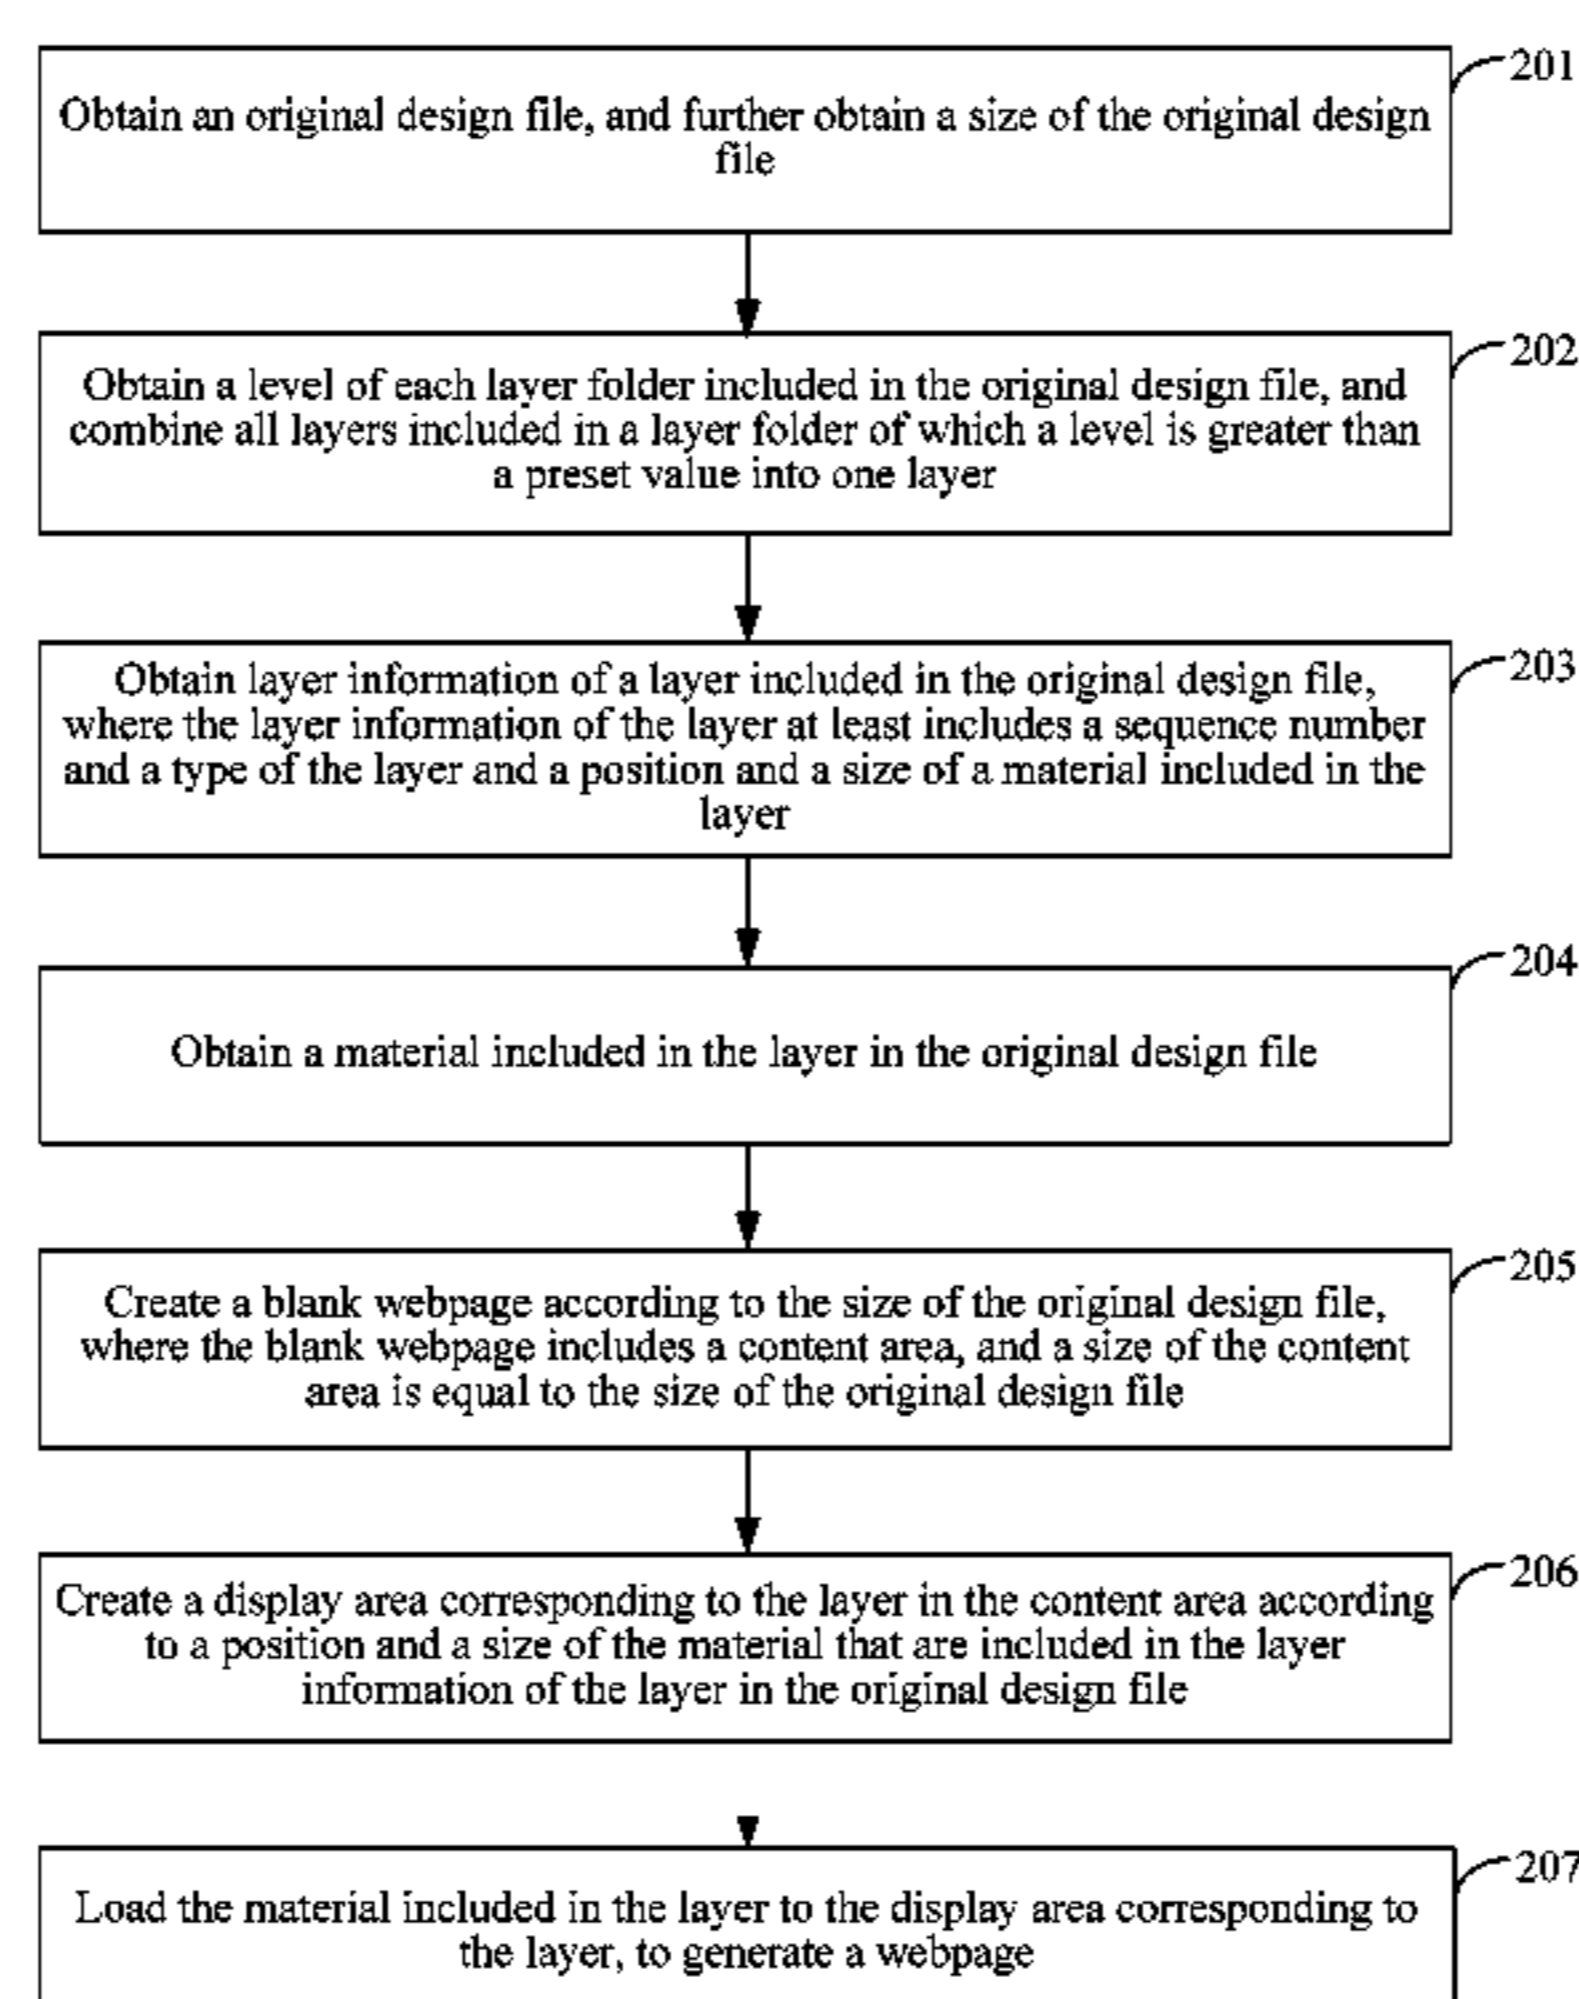 201
Obtain an original design file, and further obtain a size of the original design
file
202
Obtain a level of each layer folder included in the original design file, and
combine all layers included in a layer folder of which a level is greater than
a preset value into one layer
203
Obtain layer information of a layer included in the original design file,
where the layer information of the layer at least includes a sequence number
and a type of the layer and a position and a size of a material included in the
layer
204
Obtain a material included in the layer in the original design file
205
Create a blank webpage according to the size of the original design file,
where the blank webpage includes a content area, and a size of the content
area is equal to the size of the original design file
206
Create a display area corresponding to the layer in the content area according
to a position and a size of the material that are included in the layer
information of the layer in the original design file
207
Load the material included in the layer to the display area corresponding to
the layer, to generate a webpage